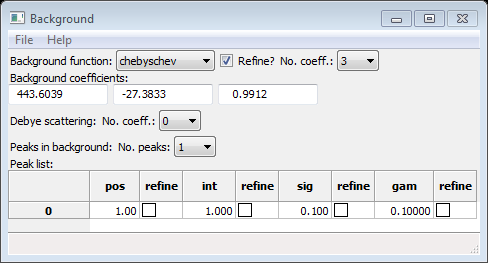 Background
File Help
Background function: chebyschev Refine? No. coeff.: 3
Background coefficients:
443.6039 -27.3833 0.9912
Debye scattering: No. coeff.: 0
Peaks in background: No. peaks: 1
Peak list:
pos refine int refine sig refine gam refine
0 1.00 1.000 0.100 0.10000